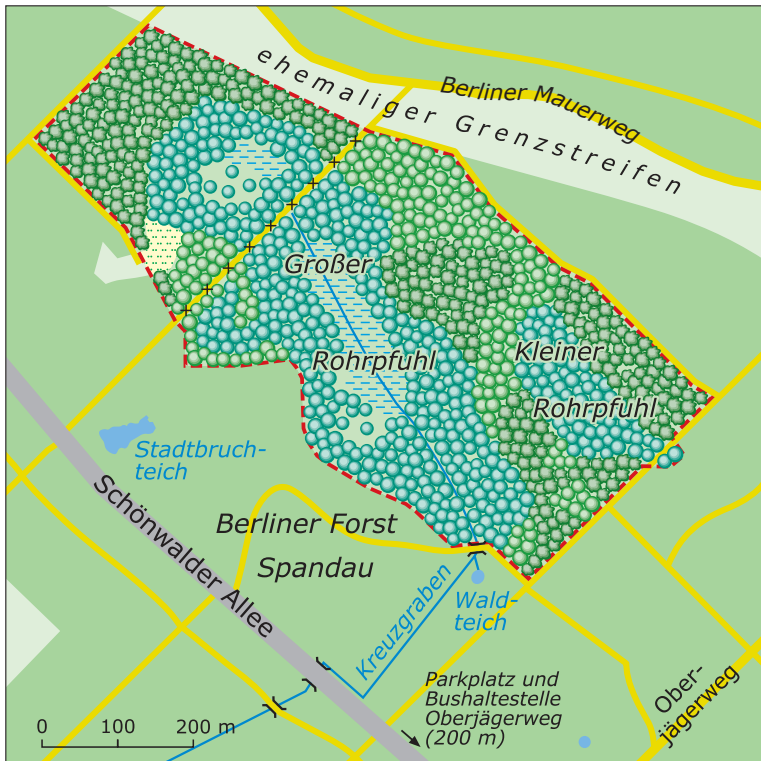 ehemaliger Grenzstreifen
Berliner Mauerweg
Großer
Rohrpfuhl
Kleiner
Rohrpfuhl
Stadtbruch-
teich
Schönwalder Allee
Berliner Forst
Spandau
Kreuzgraben
Wald-
teich
Parkplatz und
Bushaltestelle
Oberjägerweg
(200 m)
Ober-
jägerweg
0 100 200 m